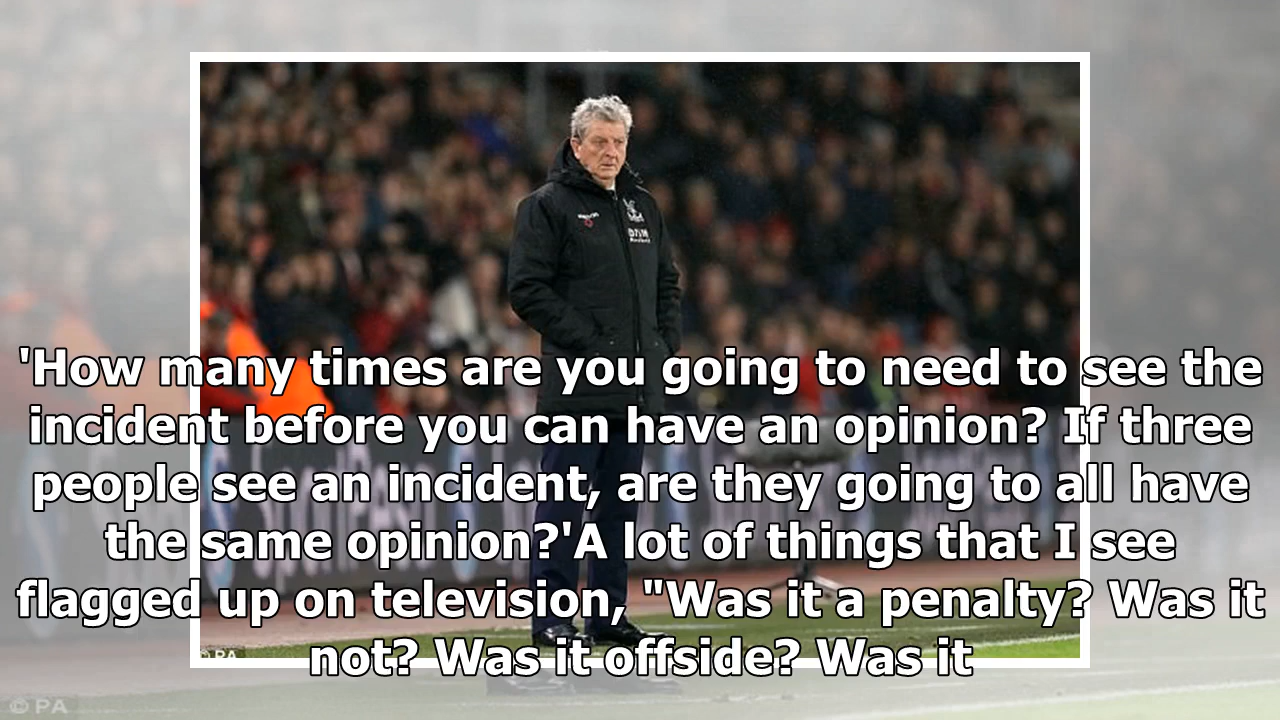 'How many times are you going to need to see the
incident before you can have an opinion? If three
people see an incident, are they going to all have
the same opinion?'A lot of things that I see
flagged up on television, "Was it a penalty? Was it
not? Was it offside? Was it
© PA